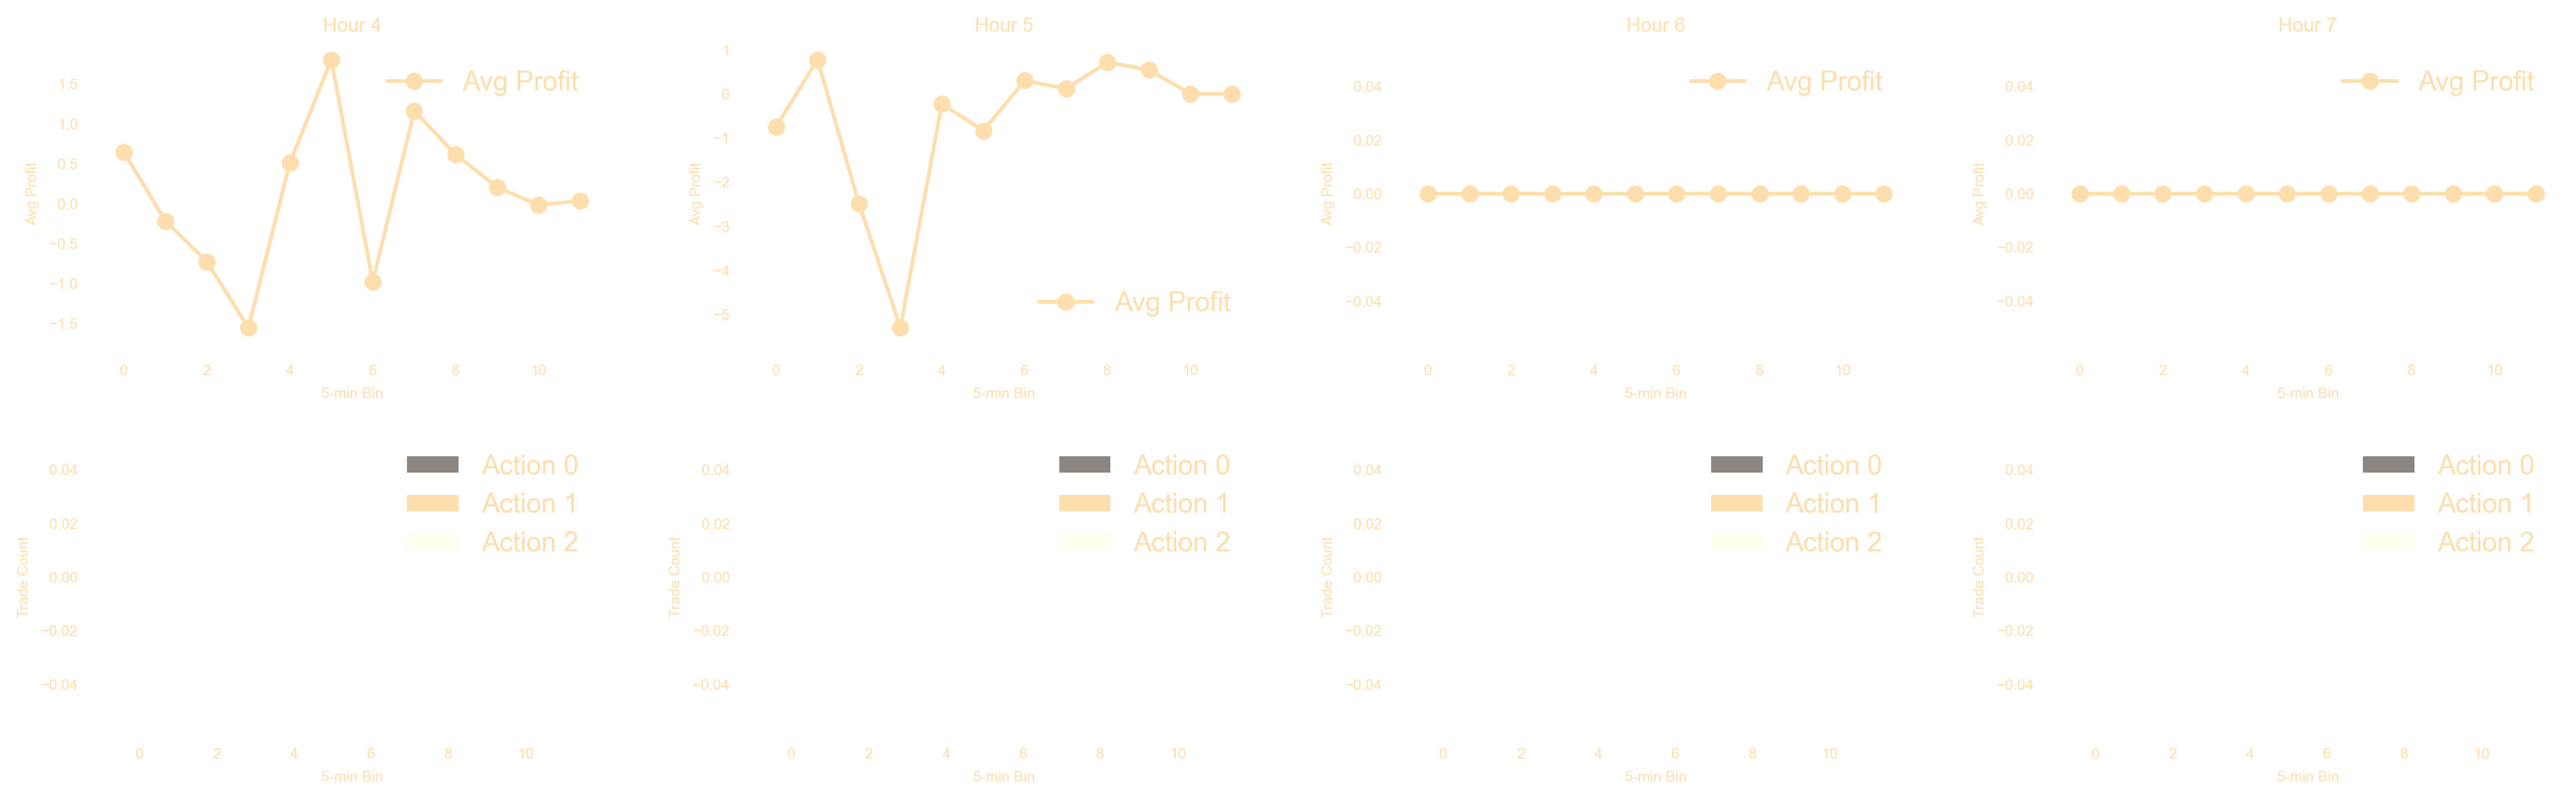 Hour 4
Avg Profit
Avg Profit
1.5
1.0
0.5
0.0
−0.5
−1.0
−1.5
0 2 4 6 8 10
5-min Bin
Hour 5
Avg Profit
Avg Profit
1
0
−1
−2
−3
−4
−5
0 2 4 6 8 10
5-min Bin
Hour 6
Avg Profit
Avg Profit
0.04
0.02
0.00
−0.02
−0.04
0 2 4 6 8 10
5-min Bin
Hour 7
Avg Profit
Avg Profit
0.04
0.02
0.00
−0.02
−0.04
0 2 4 6 8 10
5-min Bin
Action 0
Action 1
Action 2
Trade Count
0.04
0.02
0.00
−0.02
−0.04
0 2 4 6 8 10
5-min Bin
Action 0
Action 1
Action 2
Trade Count
0.04
0.02
0.00
−0.02
−0.04
0 2 4 6 8 10
5-min Bin
Action 0
Action 1
Action 2
Trade Count
0.04
0.02
0.00
−0.02
−0.04
0 2 4 6 8 10
5-min Bin
Action 0
Action 1
Action 2
Trade Count
0.04
0.02
0.00
−0.02
−0.04
0 2 4 6 8 10
5-min Bin